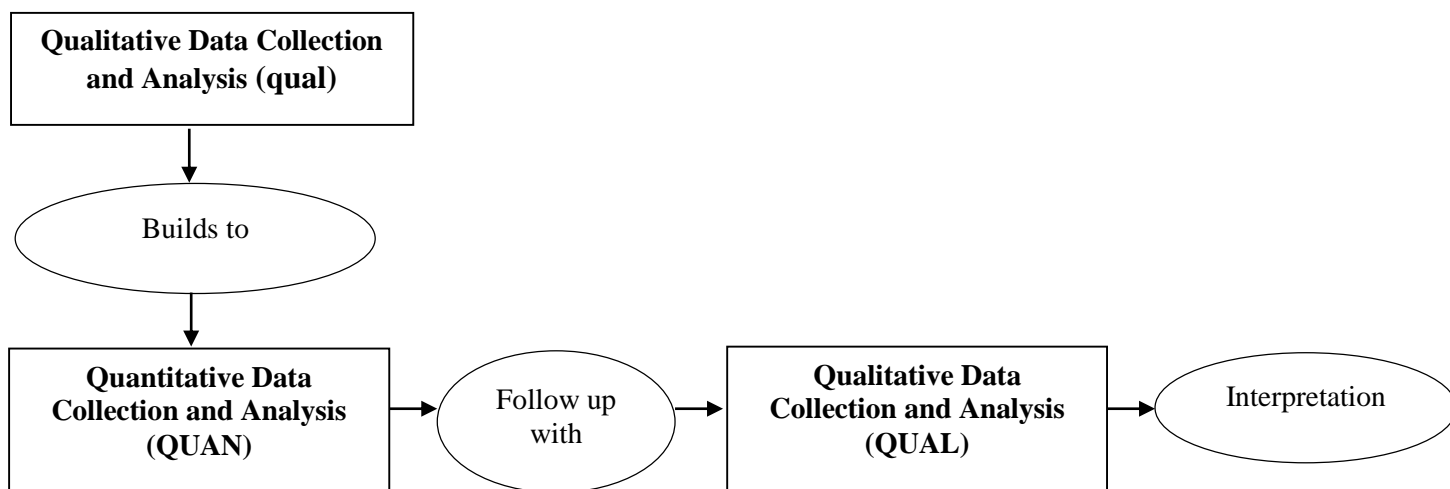 Qualitative Data Collection
and Analysis (qual)
Builds to
Quantitative Data
Collection and Analysis
(QUAN)
Follow up
with
Qualitative Data
Collection and Analysis
(QUAL)
Interpretation